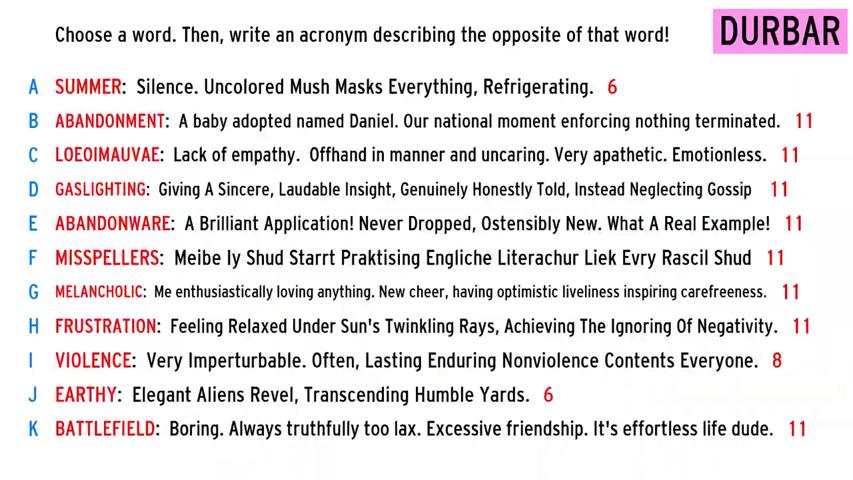 Choose a word. Then, write an acronym describing the opposite of that word!
DURBAR
A SUMMER: Silence. Uncolored Mush Masks Everything, Refrigerating. 6
B ABANDONMENT: A baby adopted named Daniel. Our national moment enforcing nothing terminated. 11
C LOEOIMAUVAE: Lack of empathy. Offhand in manner and uncaring. Very apathetic. Emotionless. 11
D GASLIGHTING: Giving A Sincere, Laudable Insight, Genuinely Honestly Told, Instead Neglecting Gossip 11
E ABANDONWARE: A Brilliant Application! Never Dropped, Ostensibly New. What A Real Example! 11
F MISSPELLERS: Meibe Iy Shud Starrt Praktising Engliche Literachur Liek Evry Rascil Shud 11
G MELANCHOLIC: Me enthusiastically loving anything. New cheer, having optimistic liveliness inspiring carefreeness. 11
H FRUSTRATION: Feeling Relaxed Under Sun's Twinkling Rays, Achieving The Ignoring Of Negativity. 11
I VIOLENCE: Very Imperturbable. Often, Lasting Enduring Nonviolence Contents Everyone. 8
J EARTHY: Elegant Aliens Revel, Transcending Humble Yards. 6
K BATTLEFIELD: Boring. Always truthfully too lax. Excessive friendship. It's effortless life dude. 11